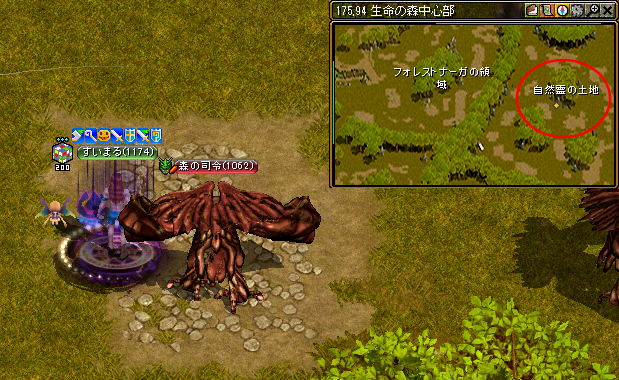 175,94 生命の森中心部
フォレストナーガの領
域
自然霊の土地
すいまる(1174)
森の司令(1062)
200